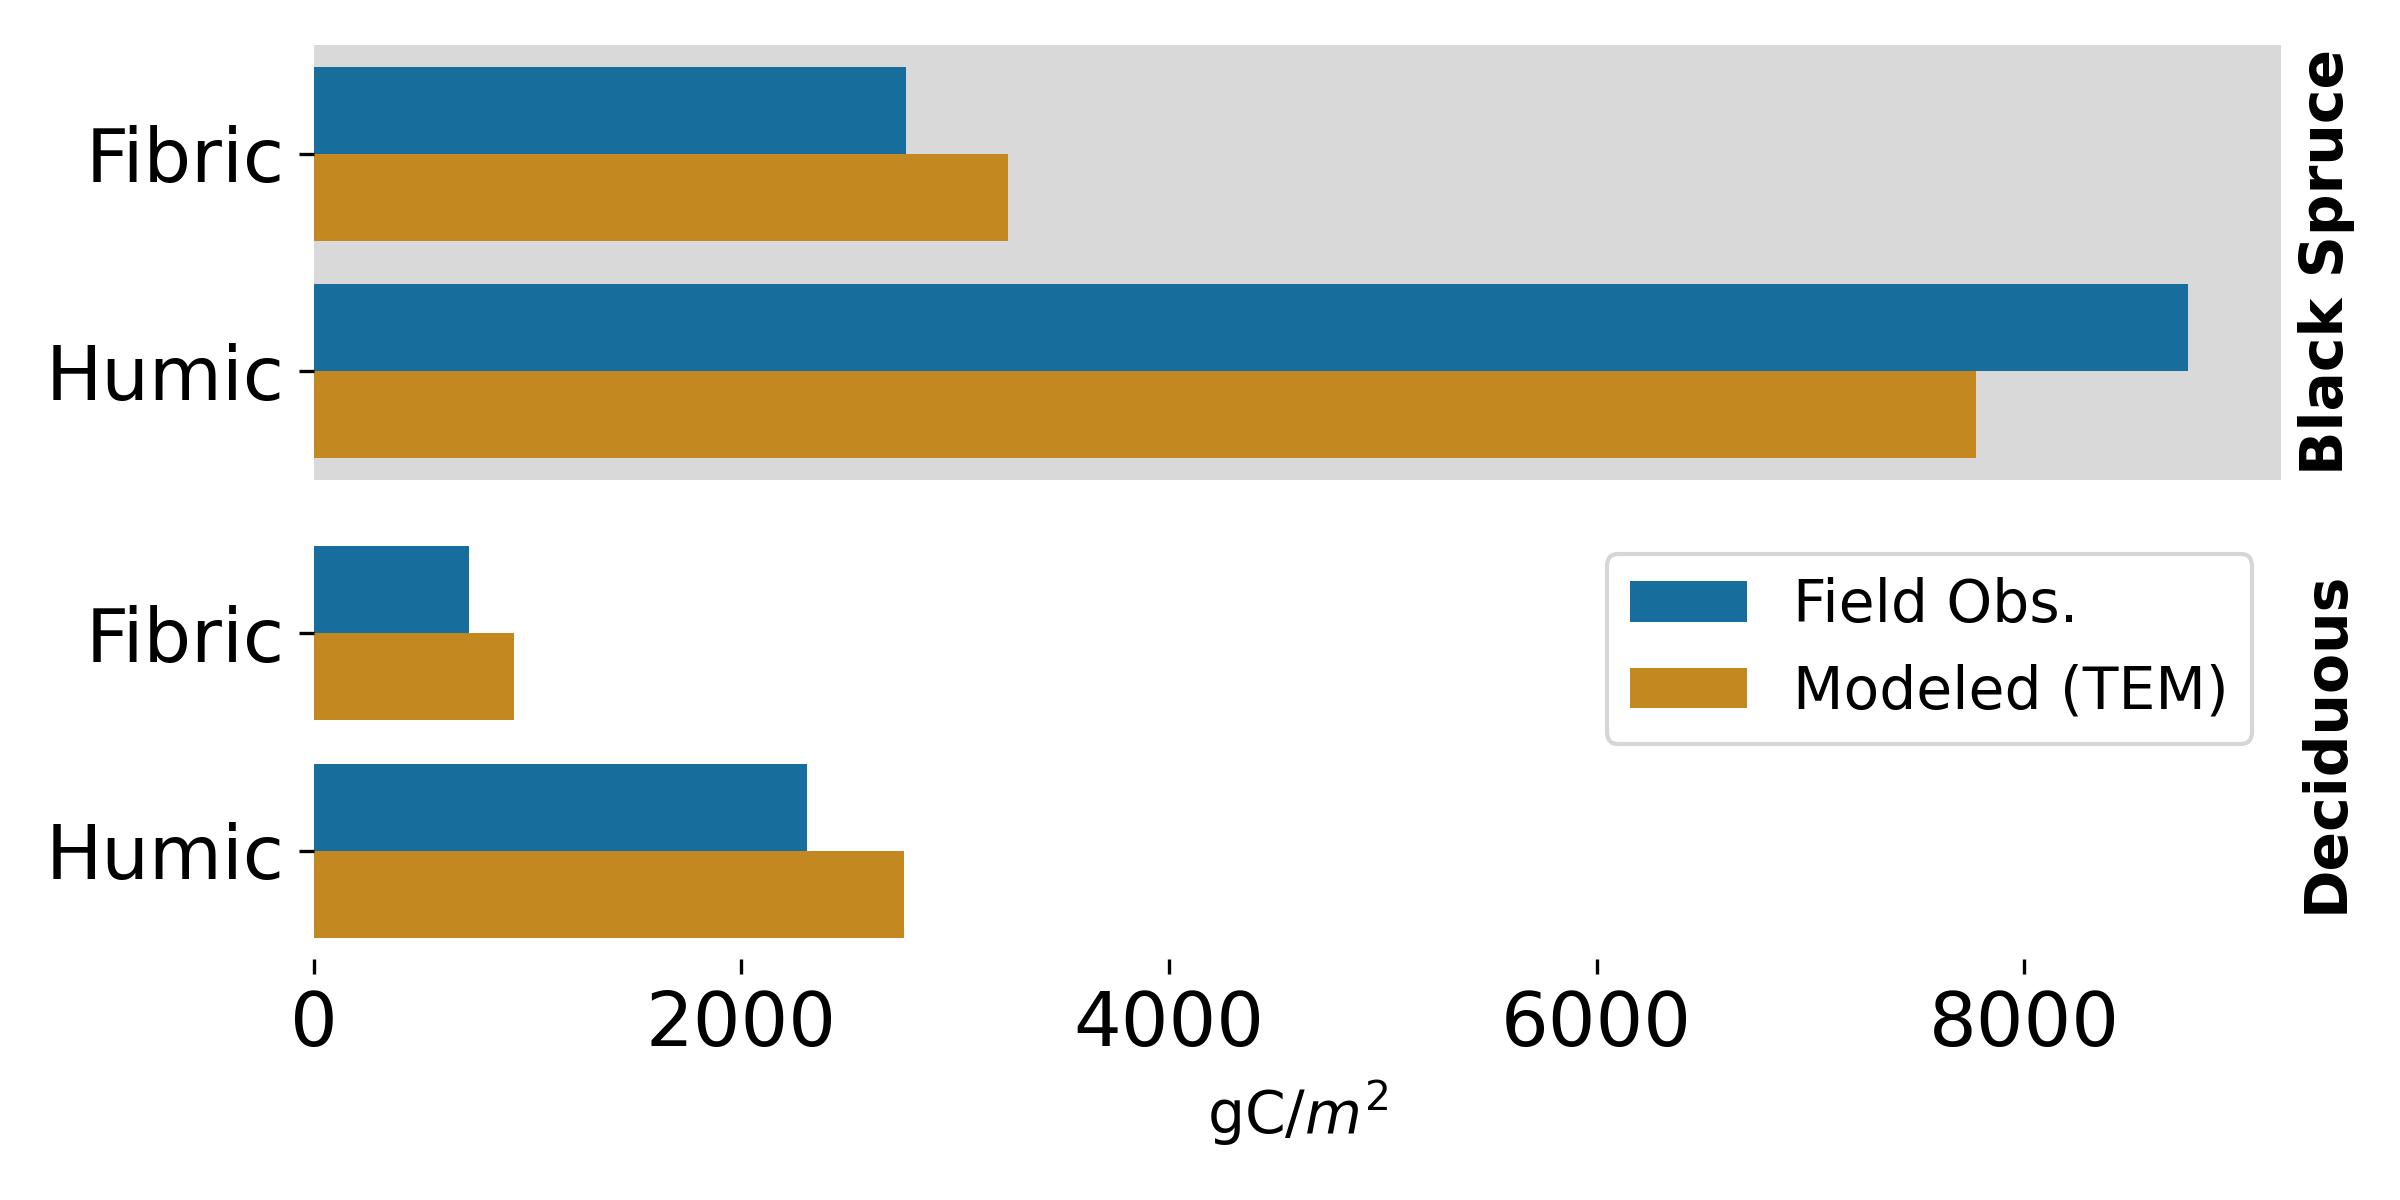 Black Spruce
Fibric
Humic
Deciduous
Fibric
Humic
Field Obs.
Modeled (TEM)
0 2000 4000 6000 8000
gC/m²